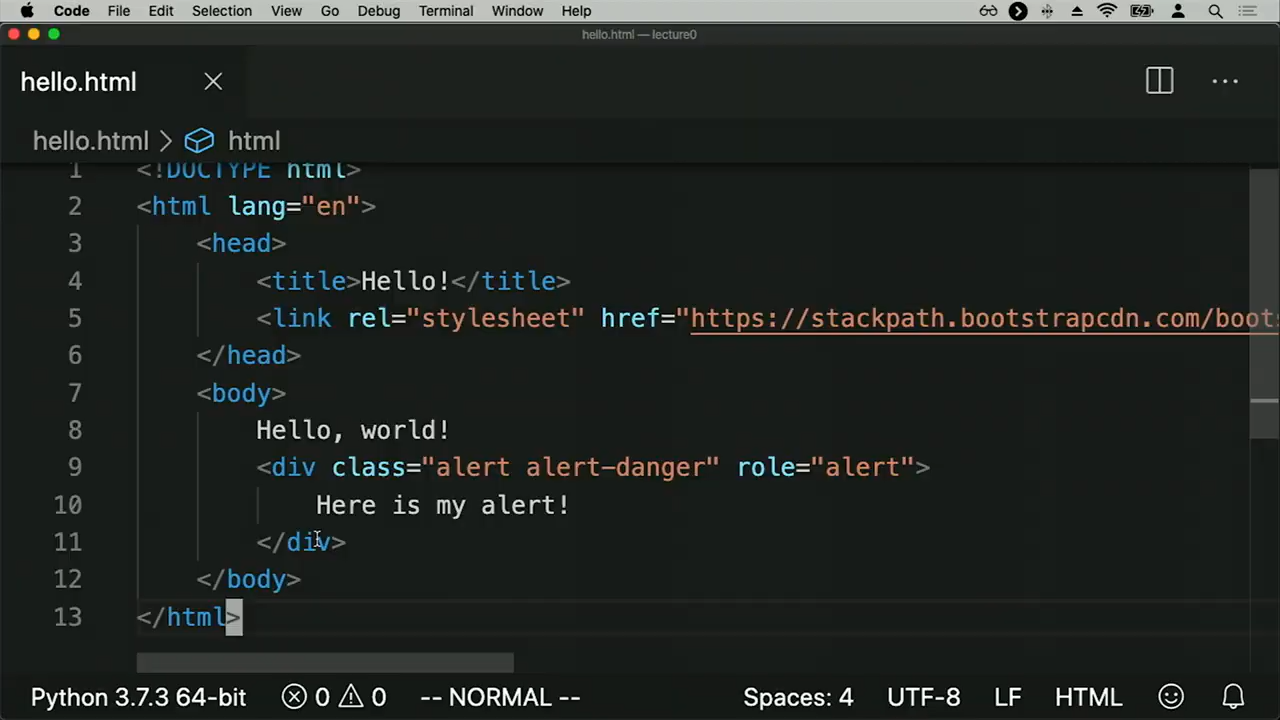 Code File Edit Selection View Go Debug Terminal Window Help
hello.html — lecture0
hello.html
hello.html > html
1 <!DOCTYPE html>
2 <html lang="en">
3 <head>
4 <title>Hello!</title>
5 <link rel="stylesheet" href="https://stackpath.bootstrapcdn.com/boots
6 </head>
7 <body>
8 Hello, world!
9 <div class="alert alert-danger" role="alert">
10 Here is my alert!
11 </div>
12 </body>
13 </html>
Python 3.7.3 64-bit 0 0 -- NORMAL -- Spaces: 4 UTF-8 LF HTML